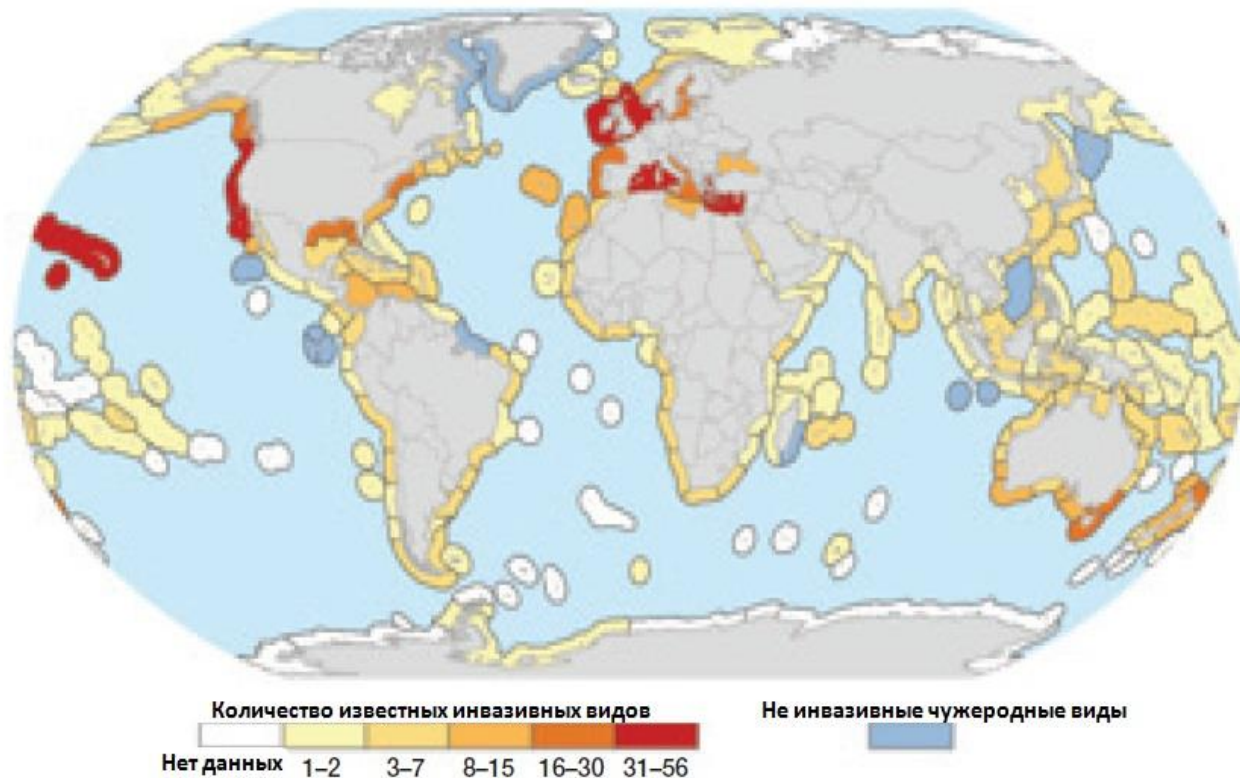 Количество известных инвазивных видов
Не инвазивные чужеродные виды
Нет данных 1–2 3–7 8–15 16–30 31–56